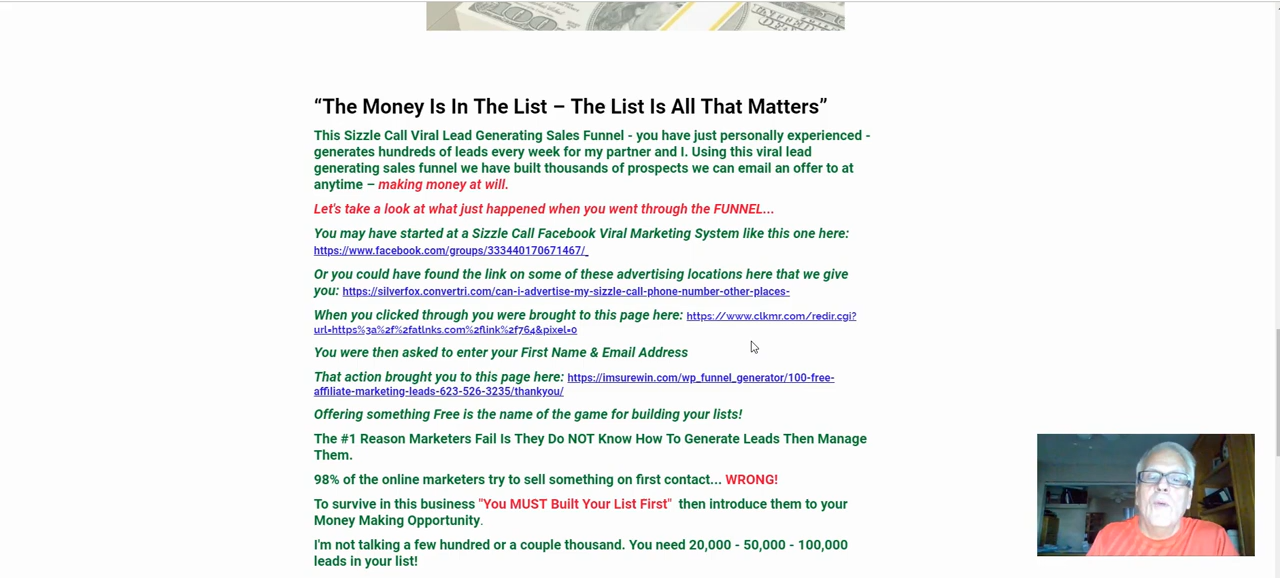 100
“The Money Is In The List – The List Is All That Matters”
This Sizzle Call Viral Lead Generating Sales Funnel - you have just personally experienced -
generates hundreds of leads every week for my partner and I. Using this viral lead
generating sales funnel we have built thousands of prospects we can email an offer to at
anytime – making money at will.
Let's take a look at what just happened when you went through the FUNNEL...
You may have started at a Sizzle Call Facebook Viral Marketing System like this one here:
https://www.facebook.com/groups/333440170671467/_
Or you could have found the link on some of these advertising locations here that we give
you: https://silverfox.convertri.com/can-i-advertise-my-sizzle-call-phone-number-other-places-
When you clicked through you were brought to this page here: https://www.clkmr.com/redir.cgi?
url=https%3a%2f%2fatlnks.com%2flink%2f764&pixel=0
You were then asked to enter your First Name & Email Address
That action brought you to this page here: https://imsurewin.com/wp_funnel_generator/100-free-
affiliate-marketing-leads-623-526-3235/thankyou/
Offering something Free is the name of the game for building your lists!
The #1 Reason Marketers Fail Is They Do NOT Know How To Generate Leads Then Manage
Them.
98% of the online marketers try to sell something on first contact... WRONG!
To survive in this business "You MUST Built Your List First" then introduce them to your
Money Making Opportunity.
I'm not talking a few hundred or a couple thousand. You need 20,000 - 50,000 - 100,000
leads in your list!